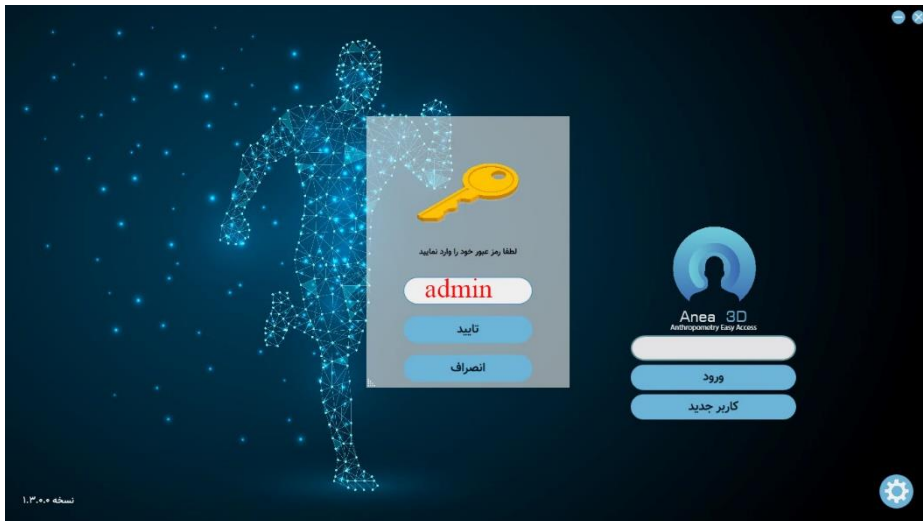 لطفا رمز عبور خود را وارد نمایید
admin
تایید
انصراف
Anea 3D
Anthropometry Easy Access
ورود
کاربر جدید
نسخه ۱.۳.۰.۰